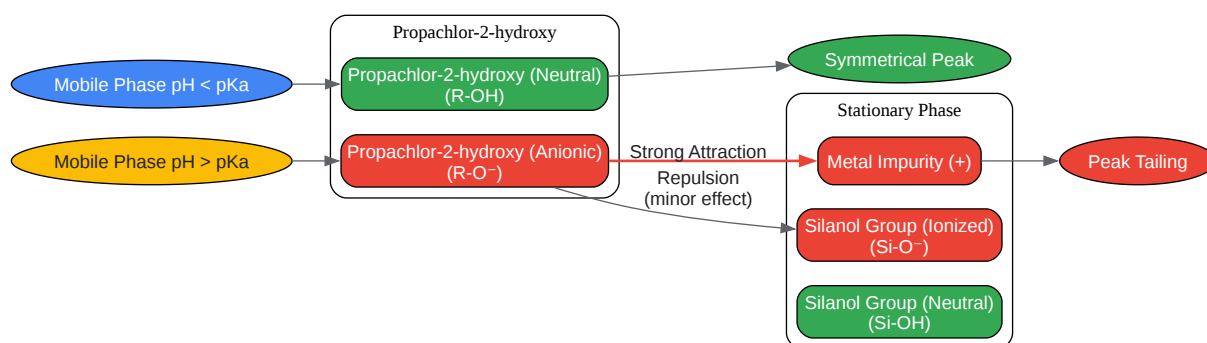 Propachlor-2-hydroxy
Mobile Phase pH < pKa
Propachlor-2-hydroxy (Neutral)
(R-OH)
Symmetrical Peak
Stationary Phase
Mobile Phase pH > pKa
Propachlor-2-hydroxy (Anionic)
(R-O⁻)
Strong Attraction
Metal Impurity (+)
Peak Tailing
Repulsion
(minor effect)
Silanol Group (Ionized)
(Si-O⁻)
Silanol Group (Neutral)
(Si-OH)